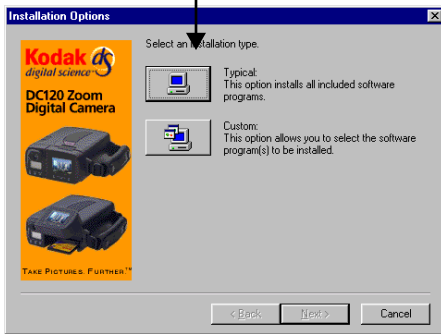 Installation Options
Kodak ds
digital science
DC120 Zoom
Digital Camera
TAKE PICTURES. FURTHER.™
Select an installation type.
Typical:
This option installs all included software
programs.
Custom:
This option allows you to select the software
program(s) to be installed.
< Back
Next >
Cancel